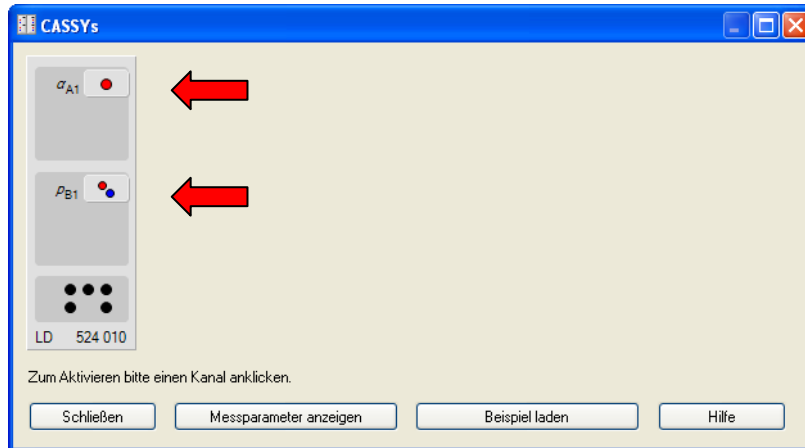 CASSYs
αA1
pB1
LD 524 010
Zum Aktivieren bitte einen Kanal anklicken.
Schließen Messparameter anzeigen Beispiel laden Hilfe